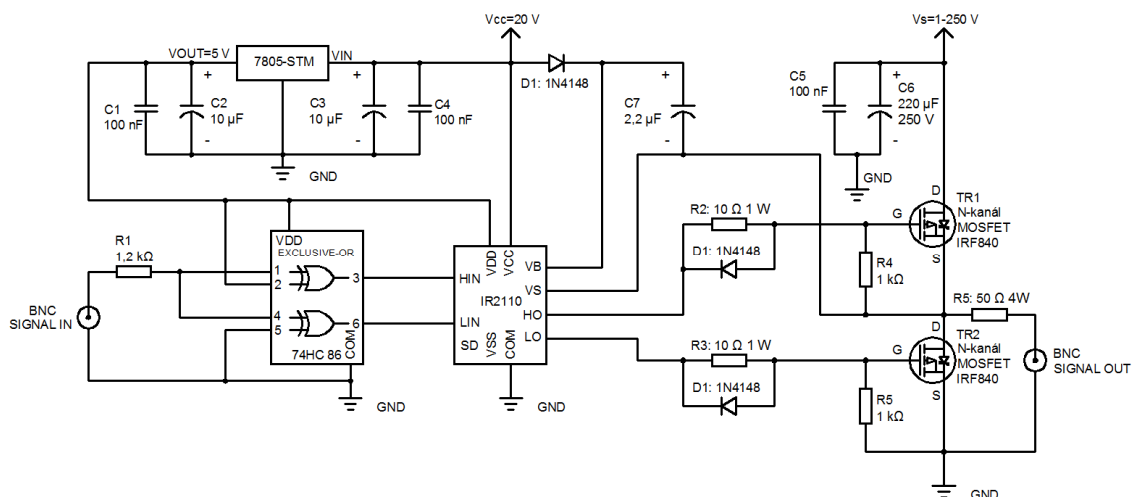 Vcc=20 V
Vs=1-250 V
VOUT=5 V
7805-STM
VIN
D1: 1N4148
C1
100 nF
+
C2
10 µF
-
+
C3
10 µF
-
C4
100 nF
+
C7
2,2 µF
-
C5
100 nF
+
C6
220 µF
250 V
-
GND
GND
R1
1,2 kΩ
BNC
SIGNAL IN
VDD
EXCLUSIVE-OR
1
2
3
4
5
6
74HC 86
COM
GND
VDD
VCC
HIN
LIN
SD
IR2110
VB
VS
HO
LO
VSS
COM
GND
R2: 10 Ω 1 W
D1: 1N4148
R3: 10 Ω 1 W
D1: 1N4148
R4
1 kΩ
R5
1 kΩ
D
G
S
TR1
N-kanál
MOSFET
IRF840
R5: 50 Ω 4W
D
G
S
TR2
N-kanál
MOSFET
IRF840
BNC
SIGNAL OUT
GND